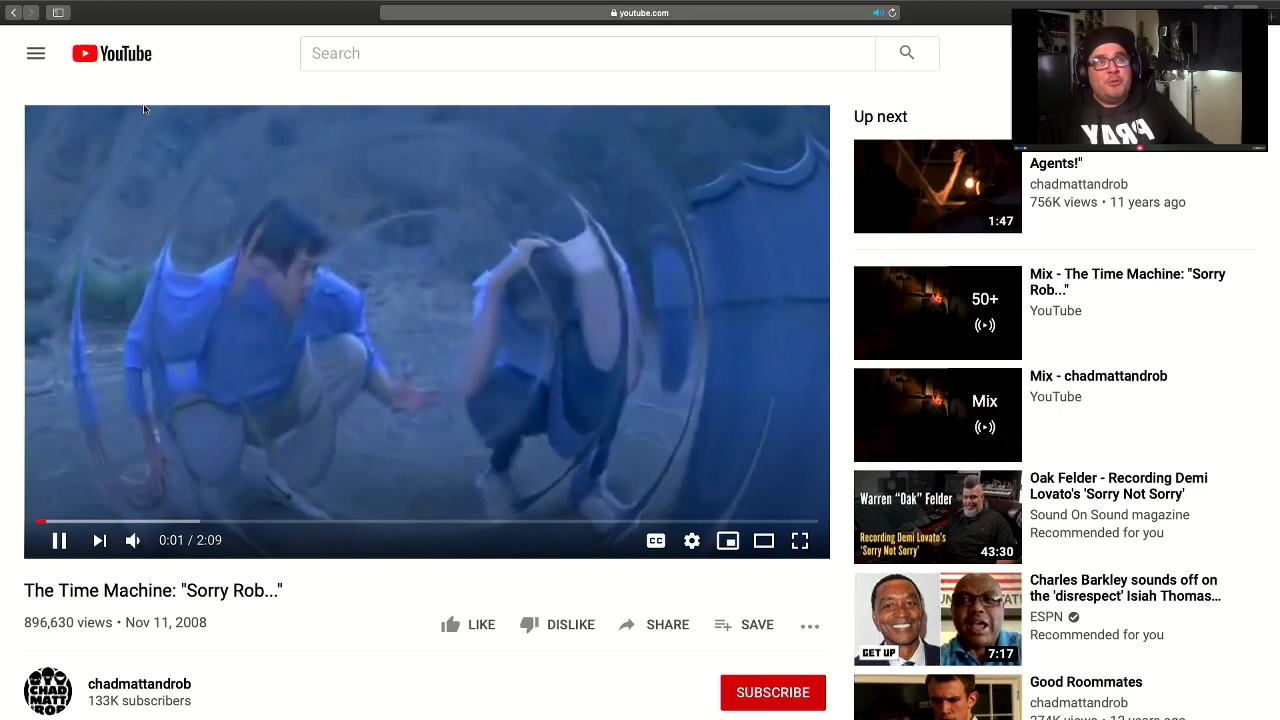 youtube.com
YouTube
Search
PRAY
Up next
Agents!"
chadmattandrob
756K views • 11 years ago
1:47
Mix - The Time Machine: "Sorry
Rob..."
YouTube
50+
Mix - chadmattandrob
YouTube
Mix
Oak Felder - Recording Demi
Lovato's 'Sorry Not Sorry'
Sound On Sound magazine
Recommended for you
Warren "Oak" Felder
Recording Demi Lovato's
'Sorry Not Sorry'
43:30
Charles Barkley sounds off on
the 'disrespect' Isiah Thomas...
ESPN
Recommended for you
GET UP
7:17
Good Roommates
chadmattandrob
0:01 / 2:09
CC
The Time Machine: "Sorry Rob..."
896,630 views • Nov 11, 2008
LIKE
DISLIKE
SHARE
SAVE
CHAD
MATT
ROB
chadmattandrob
133K subscribers
SUBSCRIBE